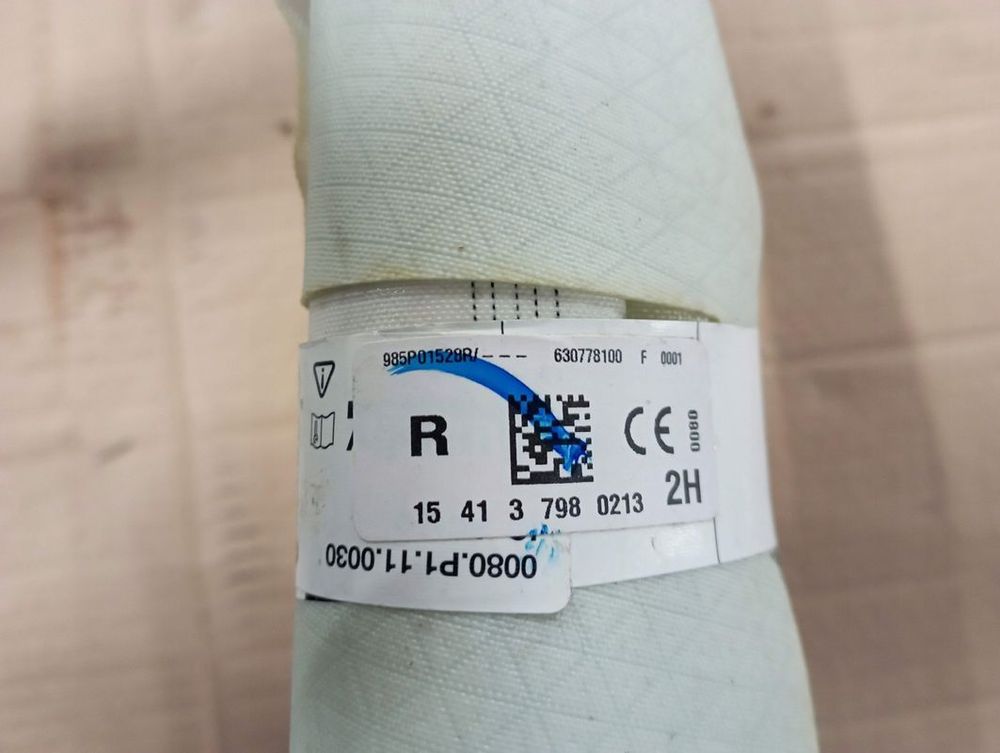 985P01528R/--- 630778100 F 0001
R CE 0080
15 41 3 798 0213 2H
0080.P1.11.0030